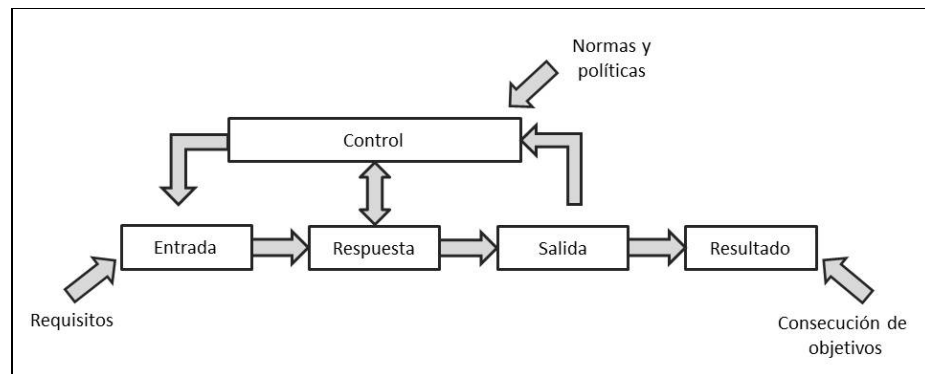 Normas y
políticas
Control
Entrada
Respuesta
Salida
Resultado
Requisitos
Consecución de
objetivos